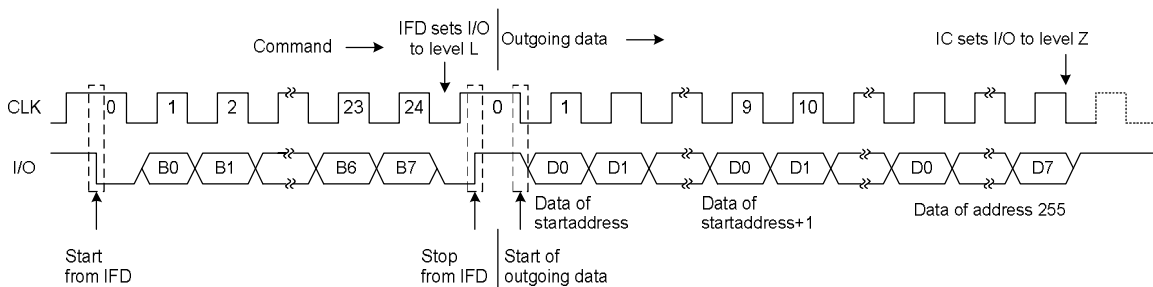 Command
IFD sets I/O
to level L
Outgoing data
IC sets I/O to level Z
CLK
0
1
2
23
24
0
1
9
10
I/O
B0
B1
B6
B7
D0
D1
D0
D1
D0
D7
Data of
startaddress
Data of
startaddress+1
Data of address 255
Start
from IFD
Stop
from IFD
Start of
outgoing data